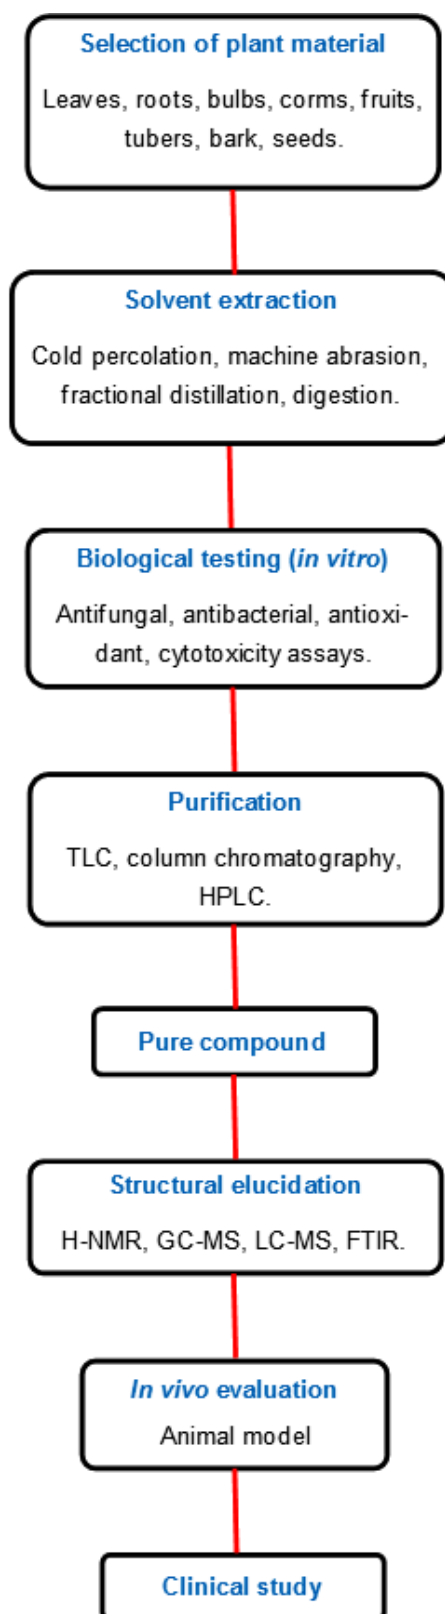 Selection of plant material
Leaves, roots, bulbs, corms, fruits,
tubers, bark, seeds.
Solvent extraction
Cold percolation, machine abrasion,
fractional distillation, digestion.
Biological testing (in vitro)
Antifungal, antibacterial, antioxi-
dant, cytotoxicity assays.
Purification
TLC, column chromatography,
HPLC.
Pure compound
Structural elucidation
H-NMR, GC-MS, LC-MS, FTIR.
In vivo evaluation
Animal model
Clinical study